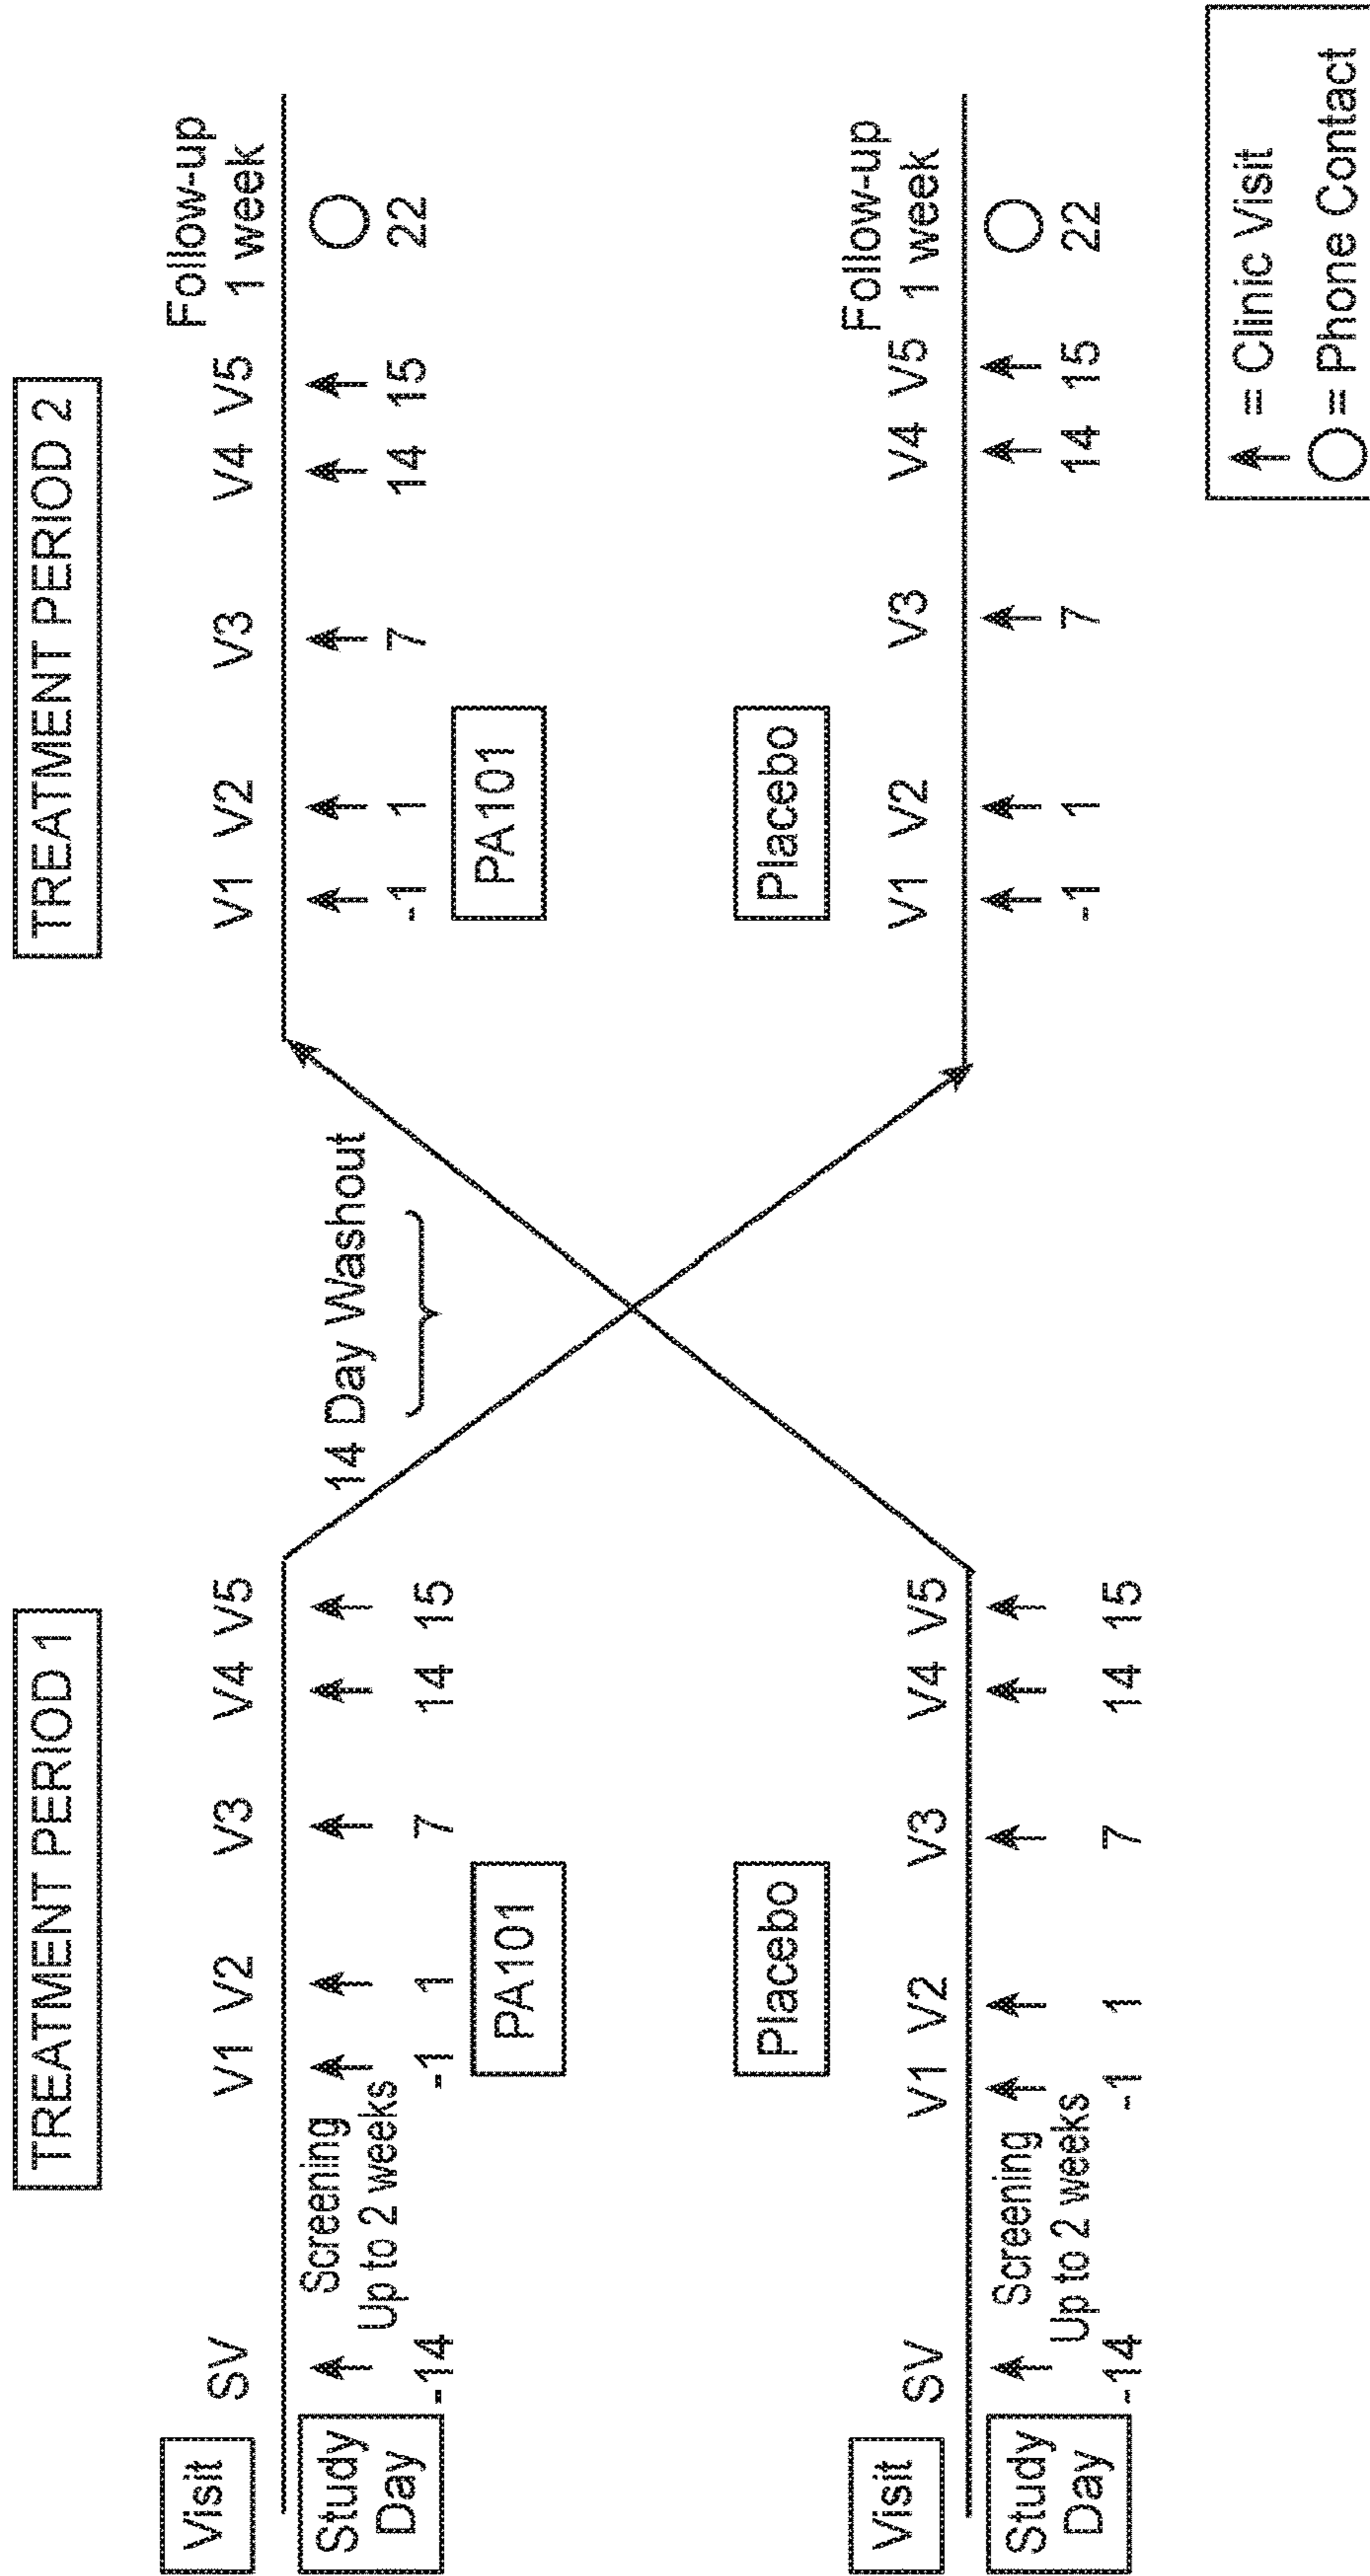 TREATMENT PERIOD 1
TREATMENT PERIOD 2
Visit
SV V1 V2 V3 V4 V5
Study
Day
Screening
Up to 2 weeks
-14 -1 1 7 14 15
PA101
14 Day Washout
V1 V2 V3 V4 V5
Follow-up
1 week
-1 1 7 14 15 22
PA101
Placebo
Visit
SV V1 V2 V3 V4 V5
Study
Day
Screening
Up to 2 weeks
-14 -1 1 7 14 15
Placebo
V1 V2 V3 V4 V5
Follow-up
1 week
-1 1 7 14 15 22
= Clinic Visit
= Phone Contact